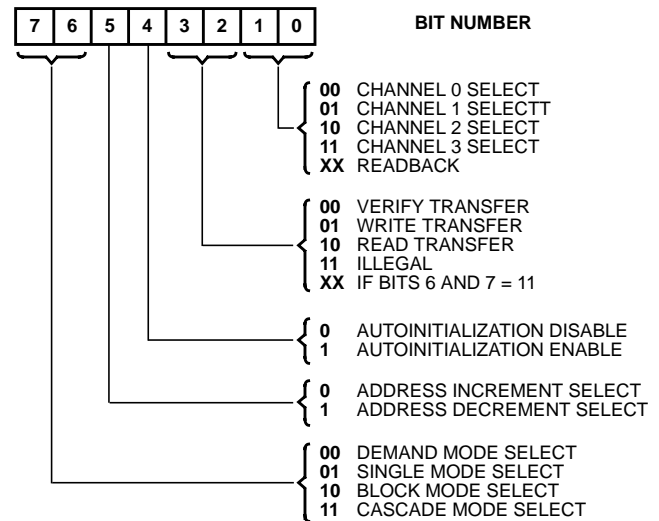 7 6 5 4 3 2 1 0 BIT NUMBER
00 CHANNEL 0 SELECT
01 CHANNEL 1 SELECTT
10 CHANNEL 2 SELECT
11 CHANNEL 3 SELECT
XX READBACK
00 VERIFY TRANSFER
01 WRITE TRANSFER
10 READ TRANSFER
11 ILLEGAL
XX IF BITS 6 AND 7 = 11
0 AUTOINITIALIZATION DISABLE
1 AUTOINITIALIZATION ENABLE
0 ADDRESS INCREMENT SELECT
1 ADDRESS DECREMENT SELECT
00 DEMAND MODE SELECT
01 SINGLE MODE SELECT
10 BLOCK MODE SELECT
11 CASCADE MODE SELECT